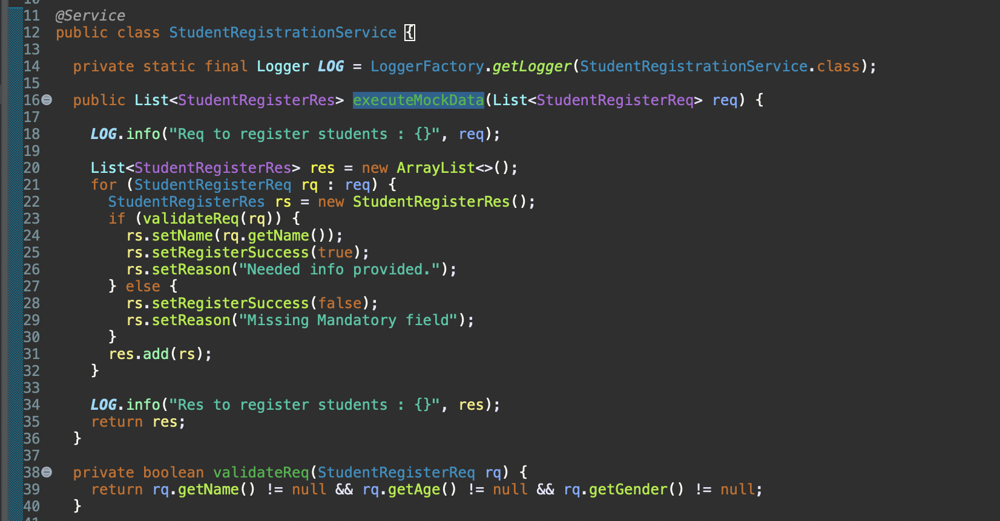 10
11 @Service
12 public class StudentRegistrationService {
13
14 private static final Logger LOG = LoggerFactory.getLogger(StudentRegistrationService.class);
15
16 public List<StudentRegisterRes> executeMockData(List<StudentRegisterReq> req) {
17
18 LOG.info("Req to register students : {}", req);
19
20 List<StudentRegisterRes> res = new ArrayList<>();
21 for (StudentRegisterReq rq : req) {
22 StudentRegisterRes rs = new StudentRegisterRes();
23 if (validateReq(rq)) {
24 rs.setName(rq.getName());
25 rs.setRegisterSuccess(true);
26 rs.setReason("Needed info provided.");
27 } else {
28 rs.setRegisterSuccess(false);
29 rs.setReason("Missing Mandatory field");
30 }
31 res.add(rs);
32 }
33
34 LOG.info("Res to register students : {}", res);
35 return res;
36 }
37
38 private boolean validateReq(StudentRegisterReq rq) {
39 return rq.getName() != null && rq.getAge() != null && rq.getGender() != null;
40 }
41